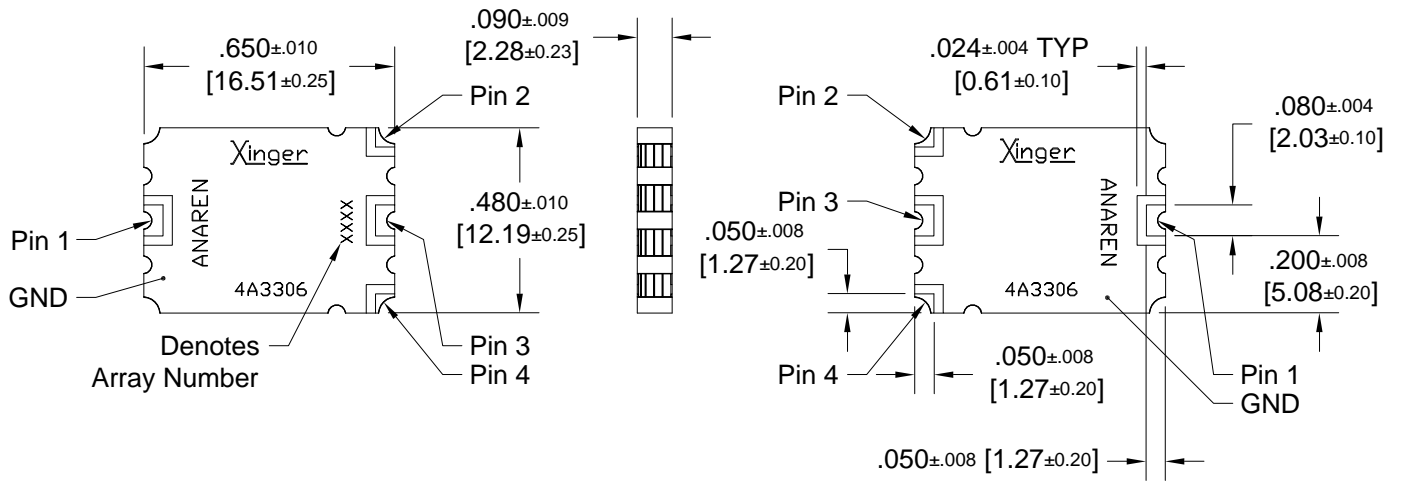 .650±.010
[16.51±0.25]
.090±.009
[2.28±0.23]
Pin 2
Xinger
ANAREN
XXXX
4A3306
.480±.010
[12.19±0.25]
Pin 1
GND
Denotes
Array Number
Pin 3
Pin 4
.024±.004 TYP
[0.61±0.10]
Pin 2
.080±.004
[2.03±0.10]
Xinger
ANAREN
4A3306
Pin 3
.050±.008
[1.27±0.20]
.200±.008
[5.08±0.20]
Pin 4
.050±.008
[1.27±0.20]
Pin 1
GND
.050±.008 [1.27±0.20]